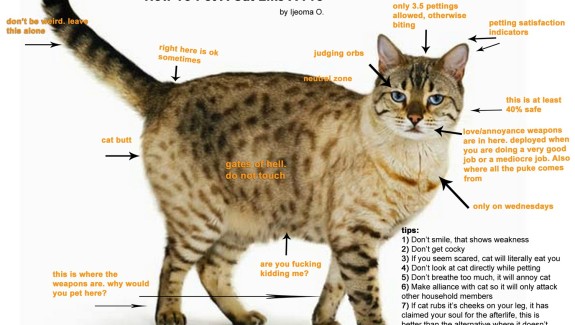 by Ijeoma O.
only 3.5 pettings
allowed, otherwise
biting
don't be weird. leave
this alone
petting satisfaction
indicators
right here is ok
sometimes
judging orbs
neutral zone
this is at least
40% safe
love/annoyance weapons
are in here. deployed when
you are doing a very good
job or a mediocre job. Also
where all the puke comes
from
cat butt
gates of hell.
do not touch
only on wednesdays
are you fucking
kidding me?
this is where the
weapons are. why would
you pet here?
tips:
1) Don't smile, that shows weakness
2) Don't get cocky
3) If you seem scared, cat will literally eat you
4) Don't look at cat directly while petting
5) Don't breathe too much, it will annoy cat
6) Make alliance with cat so it will only attack
other household members
7) If cat rubs it's cheeks on your leg, it has
claimed your soul for the afterlife, this is
better than the alternative where it doesn't